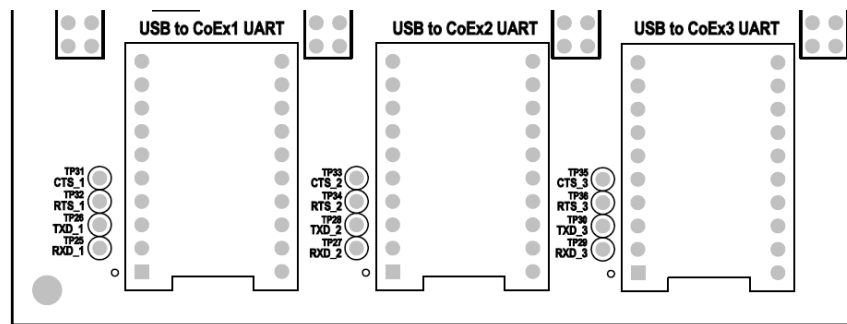 USB to CoEx1 UART
USB to CoEx2 UART
USB to CoEx3 UART
TP31
CTS_1
TP32
RTS_1
TP26
TXD_1
TP25
RXD_1
TP33
CTS_2
TP34
RTS_2
TP28
TXD_2
TP27
RXD_2
TP35
CTS_3
TP36
RTS_3
TP30
TXD_3
TP29
RXD_3